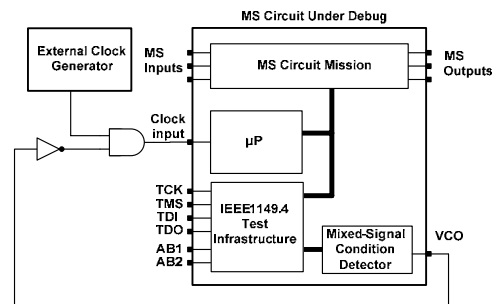 MS Circuit Under Debug
External Clock
Generator
MS
Inputs
MS Circuit Mission
MS
Outputs
Clock
input
µP
TCK
TMS
TDI
TDO
AB1
AB2
IEEE1149.4
Test
Infrastructure
Mixed-Signal
Condition
Detector
VCO